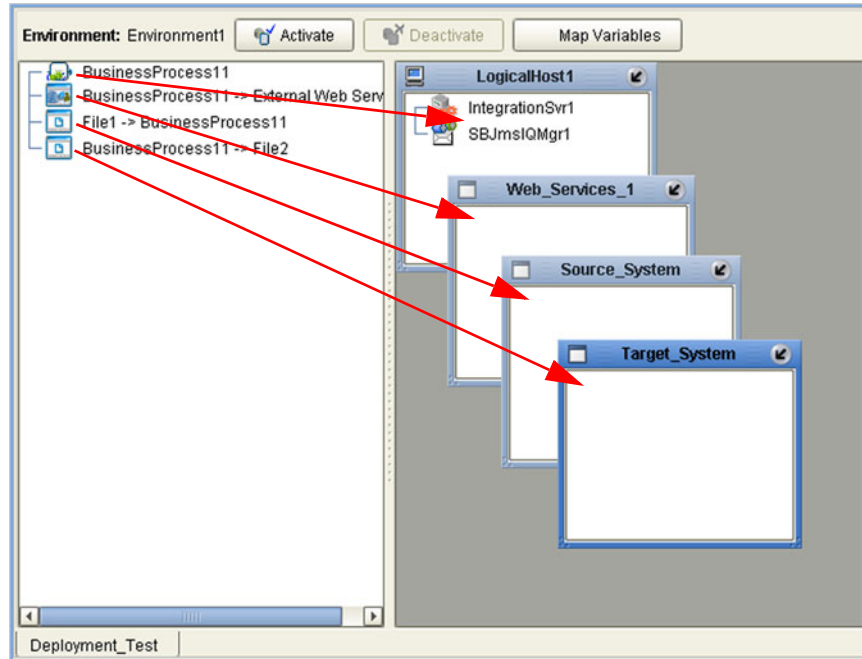 Environment: Environment1 Activate Deactivate Map Variables
BusinessProcess11
BusinessProcess11 -> External Web Serv
File1 -> BusinessProcess11
BusinessProcess11 -> File2
LogicalHost1
IntegrationSvr1
SBJmsIQMgr1
Web_Services_1
Source_System
Target_System
Deployment_Test